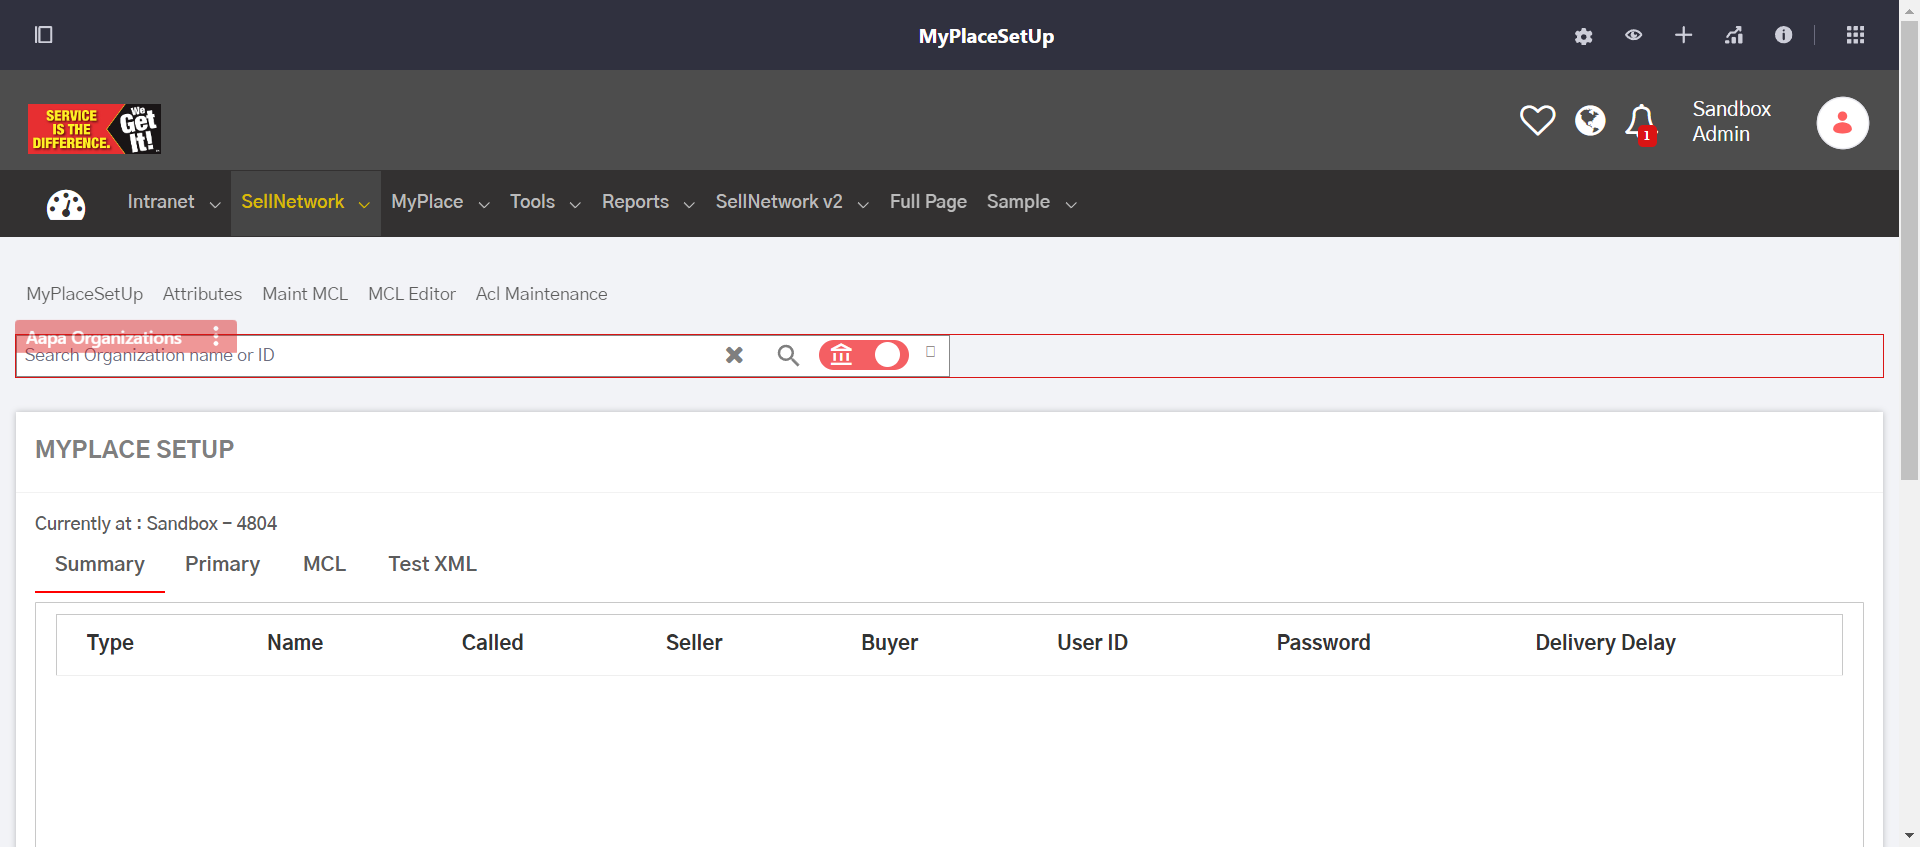 MyPlaceSetUp
SERVICE
IS THE
DIFFERENCE.
We
Get
It!
1
Sandbox
Admin
Intranet SellNetwork MyPlace Tools Reports SellNetwork v2 Full Page Sample
MyPlaceSetUp Attributes Maint MCL MCL Editor Acl Maintenance
Aapa Organizations
Search Organization name or ID
MYPLACE SETUP
Currently at : Sandbox - 4804
Summary Primary MCL Test XML
Type Name Called Seller Buyer User ID Password Delivery Delay